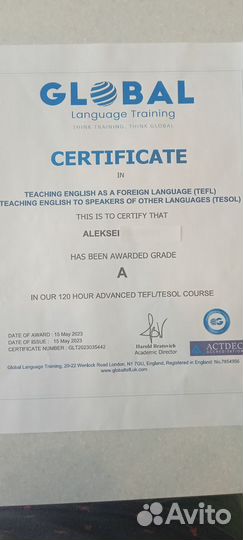 GLOBAL
Language Training
THINK TRAINING, THINK GLOBAL
CERTIFICATE
IN
TEACHING ENGLISH AS A FOREIGN LANGUAGE (TEFL)
TEACHING ENGLISH TO SPEAKERS OF OTHER LANGUAGES (TESOL)
THIS IS TO CERTIFY THAT
ALEKSEI
HAS BEEN AWARDED GRADE
A
IN OUR 120 HOUR ADVANCED TEFL/TESOL COURSE
DATE OF AWARD : 15 May 2023
DATE OF ISSUE : 15 May 2023
CERTIFICATE NUMBER : GLT2023035442
Harold Bratovich
Academic Director
ACTDEC
ACCREDITATION
Global Language Training, 20-22 Wenlock Road London, N1 7GU, England, Registered in England: No.7954956
www.globaltefl.uk.com
Avito